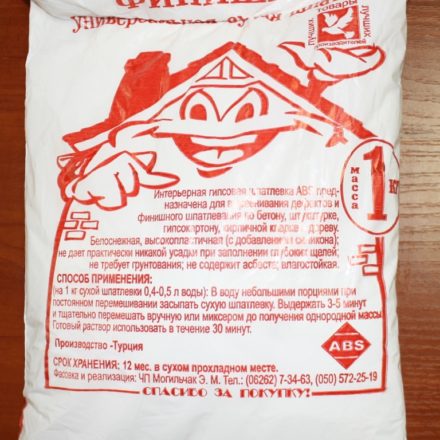 ФИНИШ
Универсальная сухая
Лучшие
товары
лучших
производителей
масса
1
кг
Интерьерная гипсовая шпатлевка ABS пред-
назначена для выравнивания дефектов и
финишного шпатлевания по бетону, штукатурке,
гипсокартону, кирпичной кладке, дереву.
Белоснежная, высокопластичная (с добавлением силикона);
не дает практически никакой усадки при заполнении глубоких щелей;
не требует грунтования; не содержит асбеста; влагостойкая.
СПОСОБ ПРИМЕНЕНИЯ:
(на 1 кг сухой шпатлевки 0,4-0,5 л воды): В воду небольшими порциями при
постоянном перемешивании засыпать сухую шпатлевку. Выдержать 3-5 минут
и тщательно перемешать вручную или миксером до получения однородной массы
Готовый раствор использовать в течение 30 минут.
Производство -Турция
ABS
СРОК ХРАНЕНИЯ: 12 мес. в сухом прохладном месте.
Фасовка и реализация: ЧП Могильчак Э. М. Тел.: (06262) 7-34-63, (050) 572-25-19
СПАСИБО ЗА ПОКУПКУ!